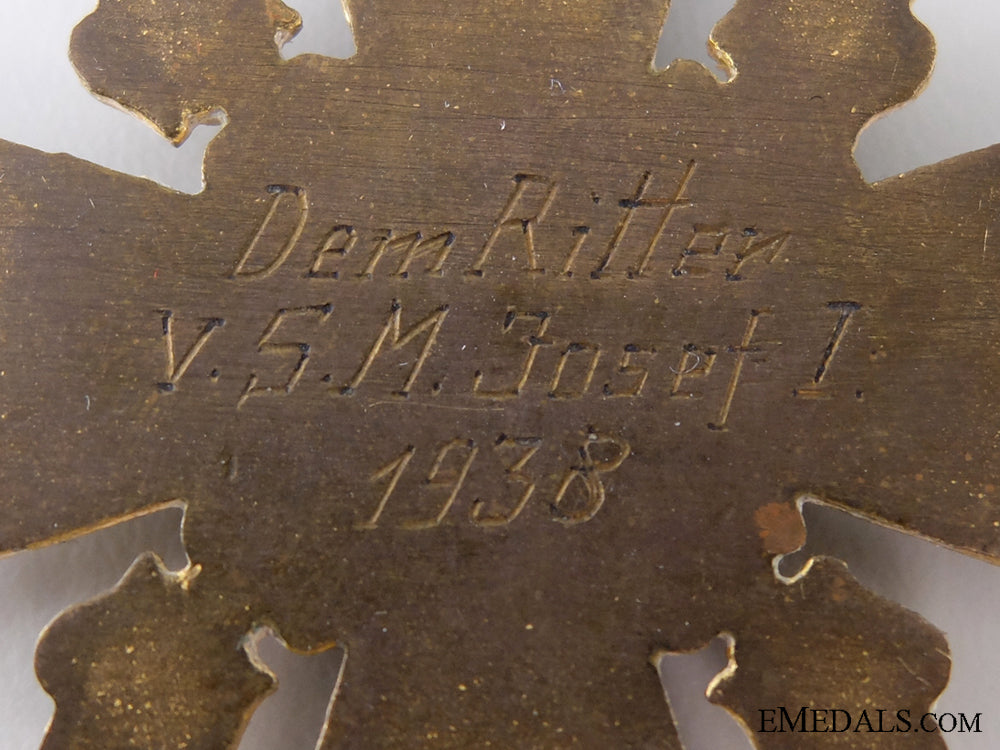 Dem Ritter
v. S. M. Josef I.
1938
EMEDALS.COM